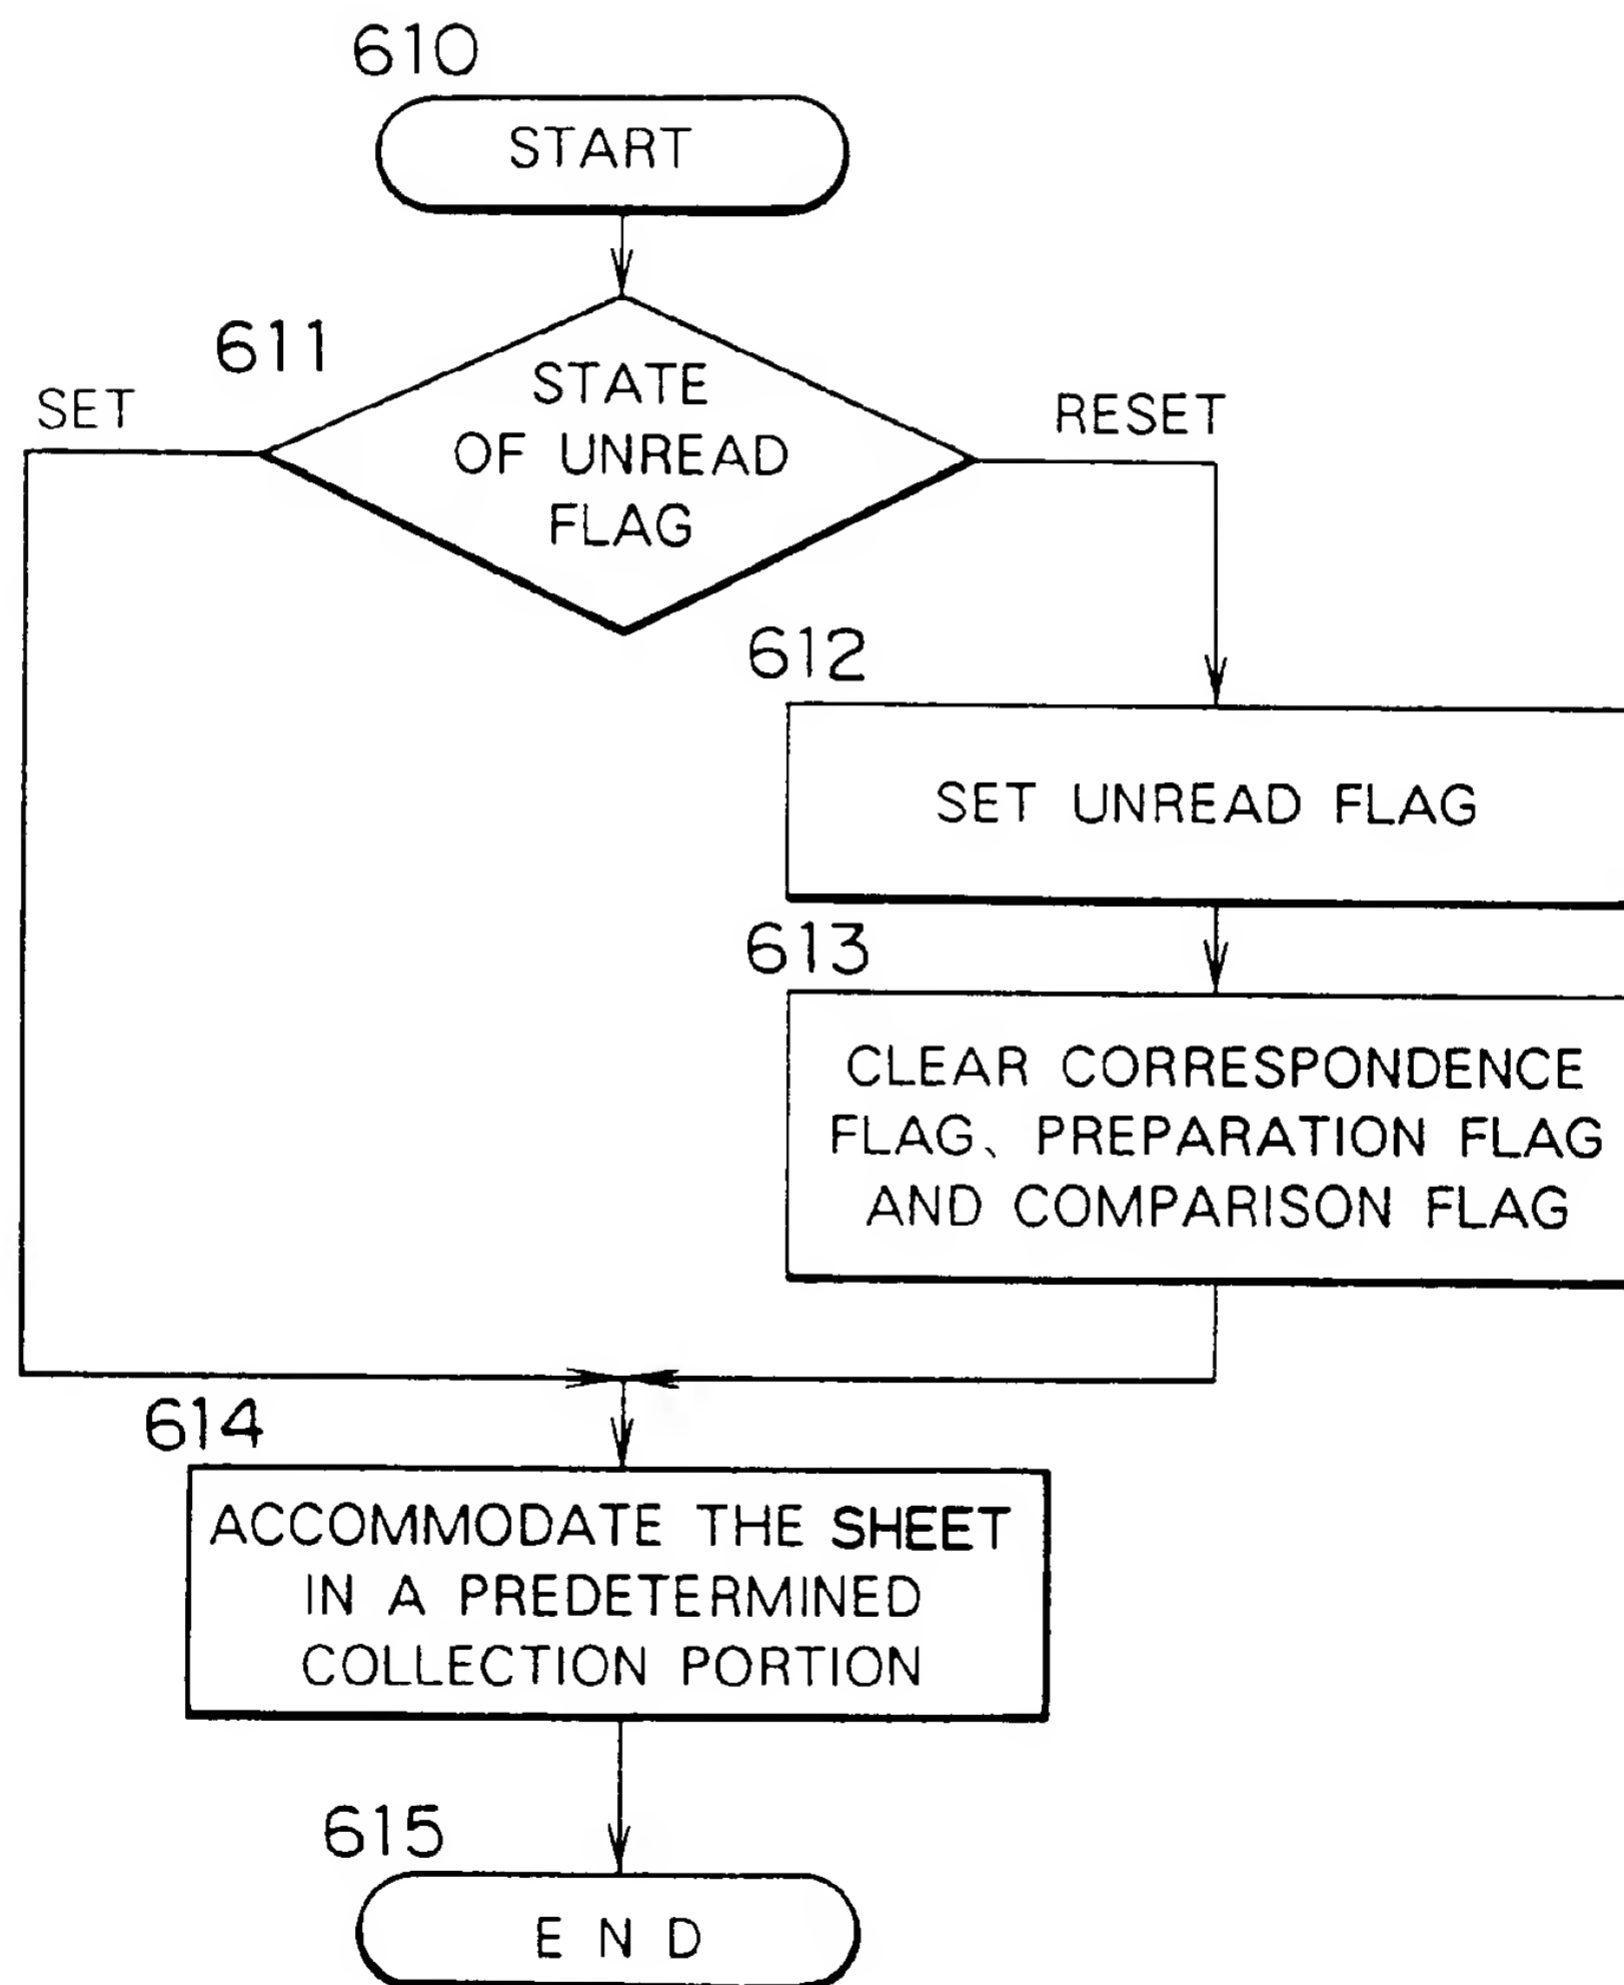 610
START
611
SET
STATE
OF UNREAD
FLAG
RESET
612
SET UNREAD FLAG
613
CLEAR CORRESPONDENCE
FLAG、PREPARATION FLAG
AND COMPARISON FLAG
614
ACCOMMODATE THE SHEET
IN A PREDETERMINED
COLLECTION PORTION
615
END